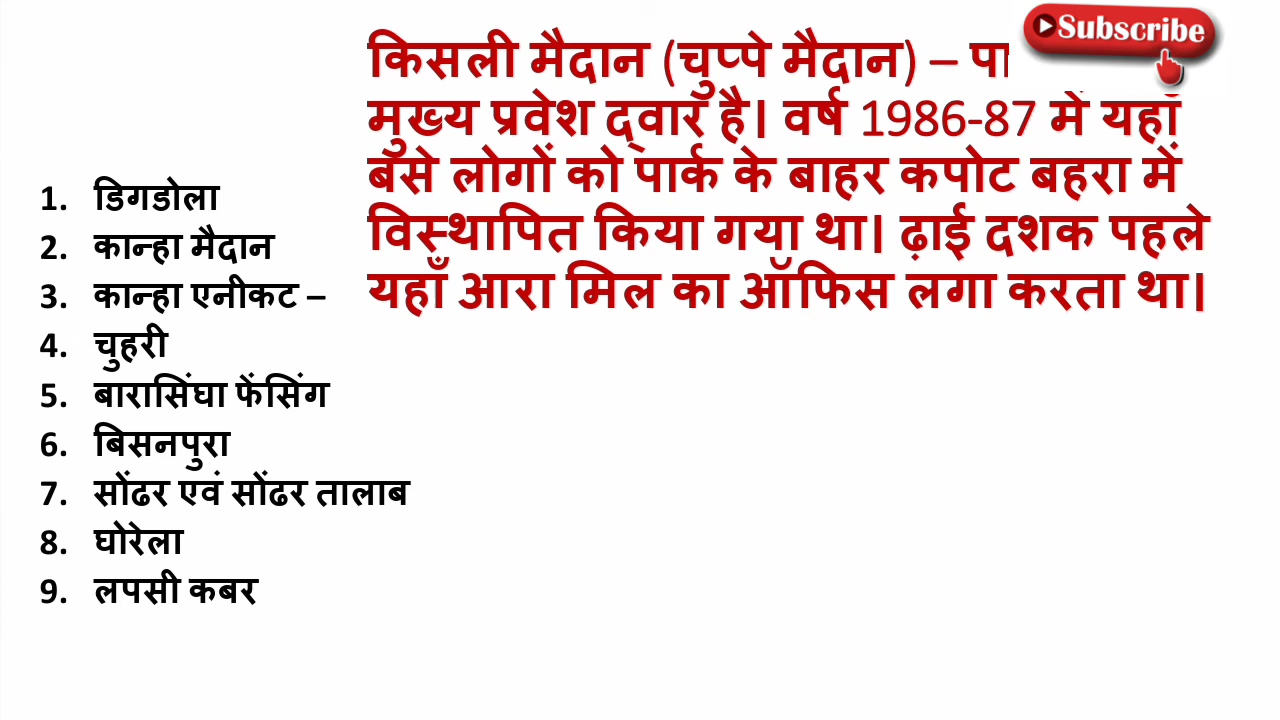 किसली मैदान (चुप्पे मैदान) –
मुख्य प्रवेश द्वार है। वर्ष 1986-87 में यहाँ
बसे लोगों को पार्क के बाहर कपोट बहरा में
विस्थापित किया गया था। ढ़ाई दशक पहले
यहाँ आरा मिल का ऑफिस लगा करता था।
Subscribe
1. डिगडोला
2. कान्हा मैदान
3. कान्हा एनीकट –
4. चुहरी
5. बारासिंघा फेंसिंग
6. बिसनपुरा
7. सोंढर एवं सोंढर तालाब
8. घोरेला
9. लपसी कबर